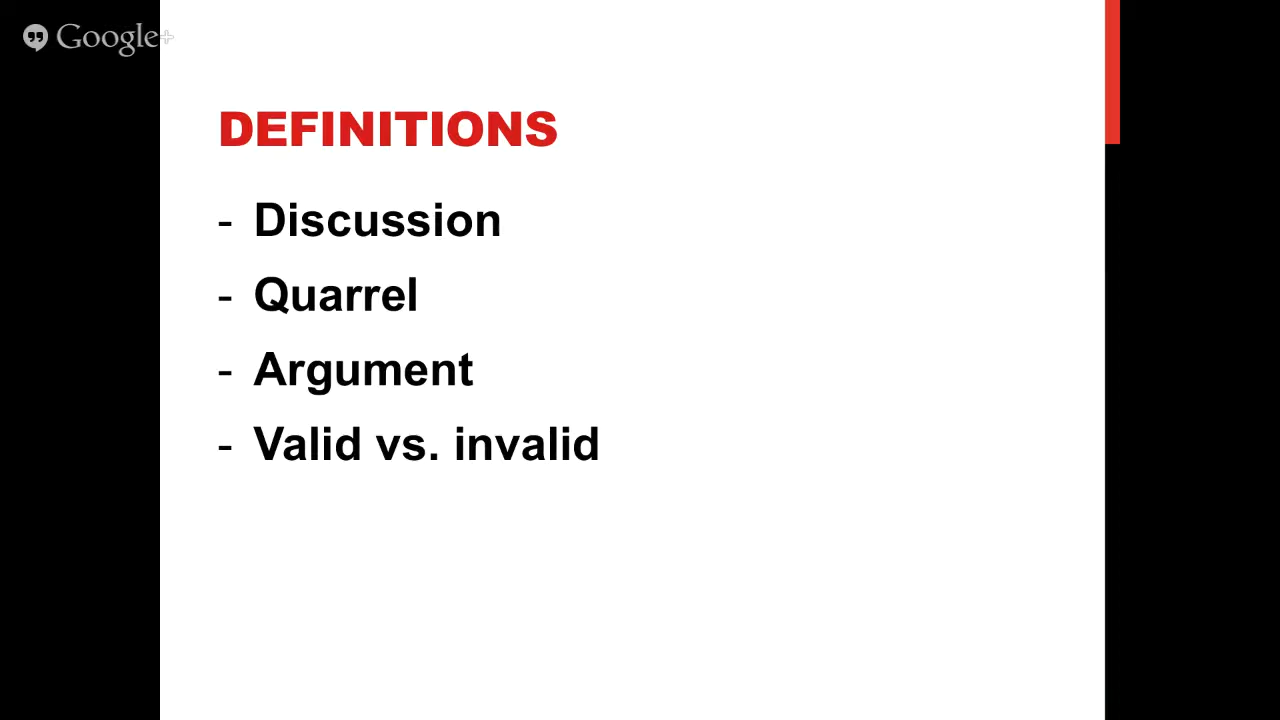 Google+
DEFINITIONS
- Discussion
- Quarrel
- Argument
- Valid vs. invalid